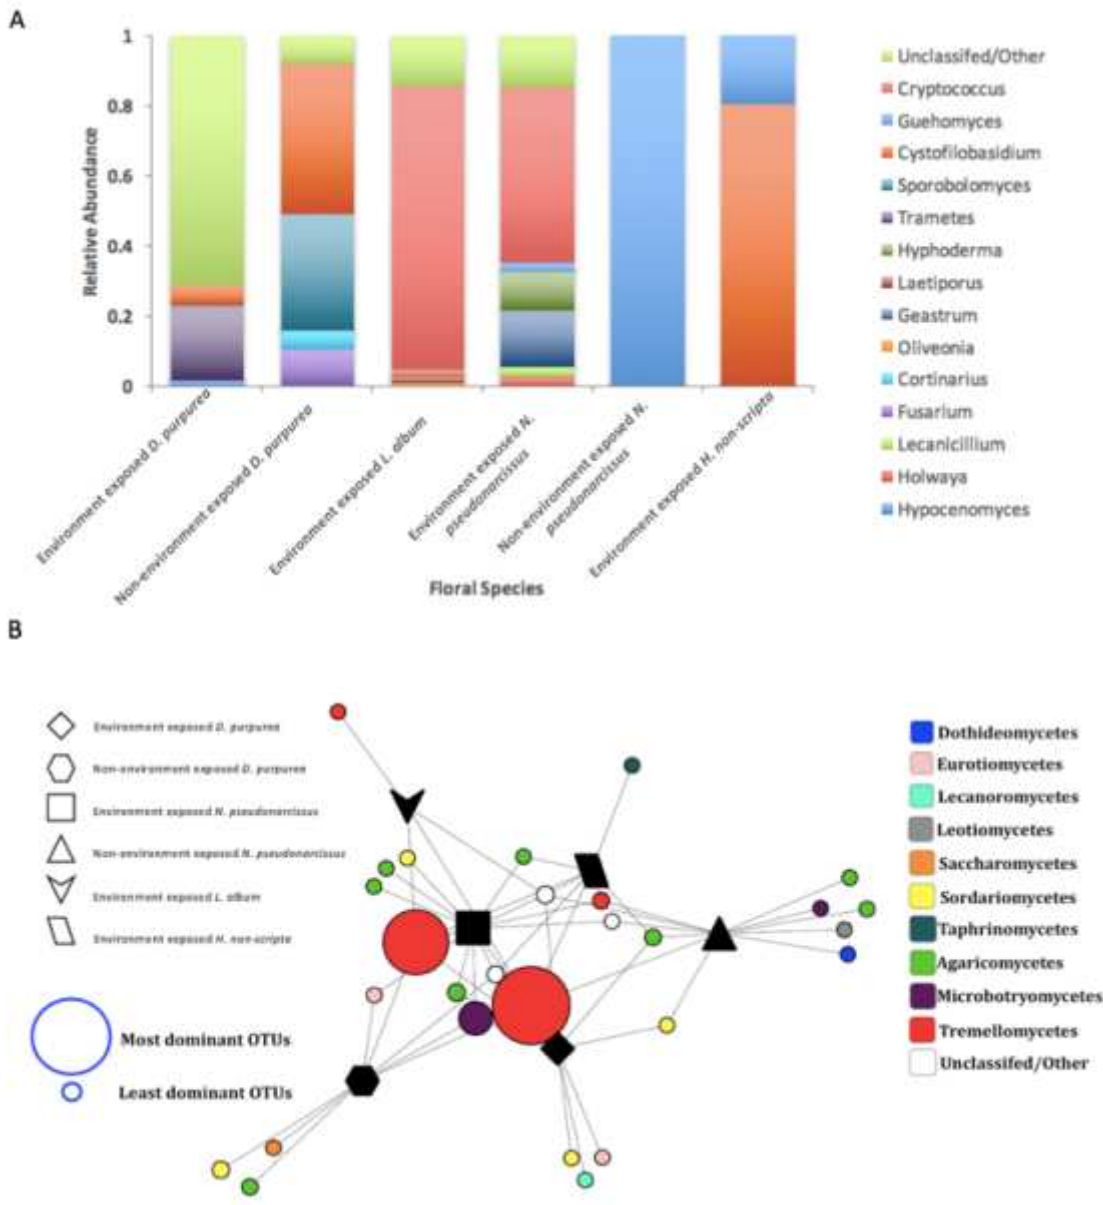 A
1
0.8
0.6
0.4
0.2
0
Relative Abundance
Environment exposed D. purpurea
Non-environment exposed D. purpurea
Environment exposed L. album
Environment exposed N.
pseudonarcissus
Non-environment exposed N.
pseudonarcissus
Environment exposed H. non-scripta
Floral Species
Unclassifed/Other
Cryptococcus
Guehomyces
Cystofilobasidium
Sporobolomyces
Trametes
Hyphoderma
Laetiporus
Geastrum
Oliveonia
Cortinarius
Fusarium
Lecanicillium
Holwaya
Hypocenomyces
B
Environment exposed D. purpurea
Non-environment exposed D. purpurea
Environment exposed N. pseudonarcissus
Non-environment exposed N. pseudonarcissus
Environment exposed L. album
Environment exposed H. non-scripta
Most dominant OTUs
Least dominant OTUs
Dothideomycetes
Eurotiomycetes
Lecanoromycetes
Leotiomycetes
Saccharomycetes
Sordariomycetes
Taphrinomycetes
Agaricomycetes
Microbotryomycetes
Tremellomycetes
Unclassifed/Other